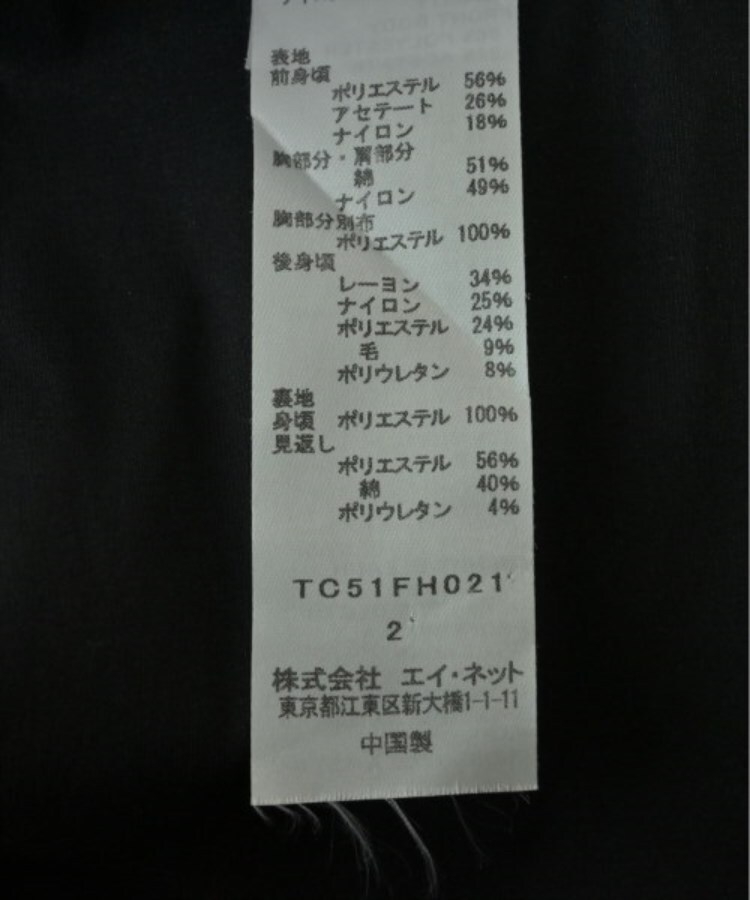 表地
前身頃
ポリエステル 56%
アセテート 26%
ナイロン 18%
胸部分・肩部分
綿 51%
ナイロン 49%
胸部分別布
ポリエステル 100%
後身頃
レーヨン 34%
ナイロン 25%
ポリエステル 24%
毛 9%
ポリウレタン 8%
裏地
身頃 ポリエステル 100%
見返し
ポリエステル 56%
綿 40%
ポリウレタン 4%
TC51FH021
2
株式会社 エイ・ネット
東京都江東区新大橋1-1-11
中国製